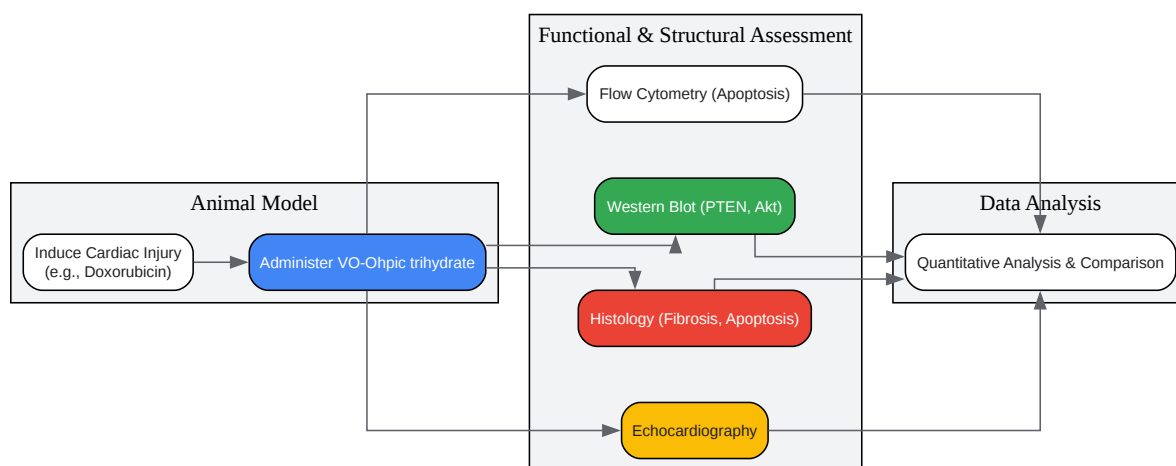 Animal Model
Induce Cardiac Injury
(e.g., Doxorubicin)
Administer VO-Ohpic trihydrate
Functional & Structural Assessment
Flow Cytometry (Apoptosis)
Western Blot (PTEN, Akt)
Histology (Fibrosis, Apoptosis)
Echocardiography
Data Analysis
Quantitative Analysis & Comparison